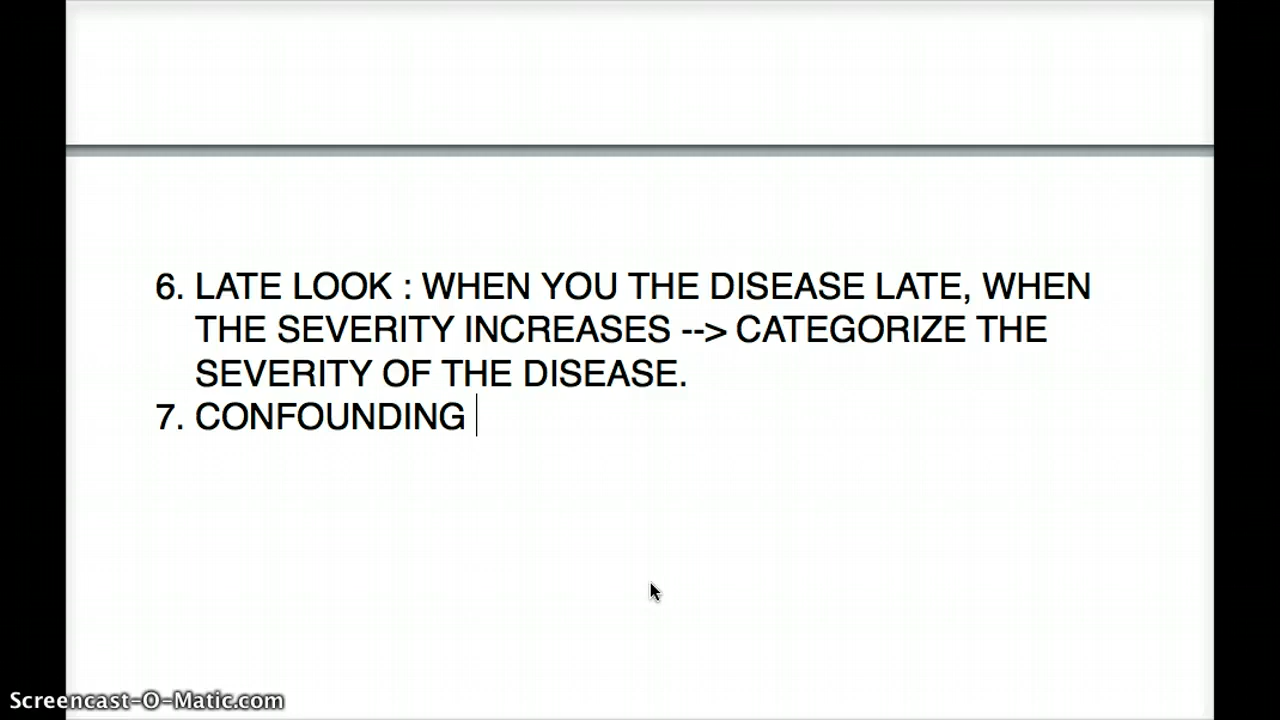 6. LATE LOOK : WHEN YOU THE DISEASE LATE, WHEN
THE SEVERITY INCREASES --> CATEGORIZE THE
SEVERITY OF THE DISEASE.
7. CONFOUNDING
Screencast-O-Matic.com